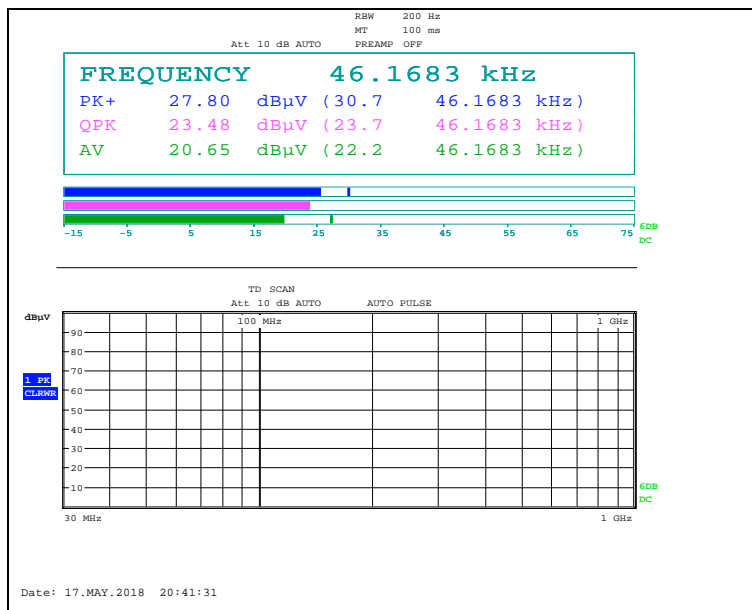 RBW 200 Hz
MT 100 ms
Att 10 dB AUTO PREAMP OFF
FREQUENCY 46.1683 kHz
PK+ 27.80 dBµV (30.7 46.1683 kHz)
QPK 23.48 dBµV (23.7 46.1683 kHz)
AV 20.65 dBµV (22.2 46.1683 kHz)
-15 -5 5 15 25 35 45 55 65 75
6DB
DC
TD SCAN
Att 10 dB AUTO AUTO PULSE
dBµV
100 MHz 1 GHz
90
80
70
1 PK
60
CLRWR
50
40
30
20
10
6DB
DC
30 MHz 1 GHz
Date: 17.MAY.2018 20:41:31